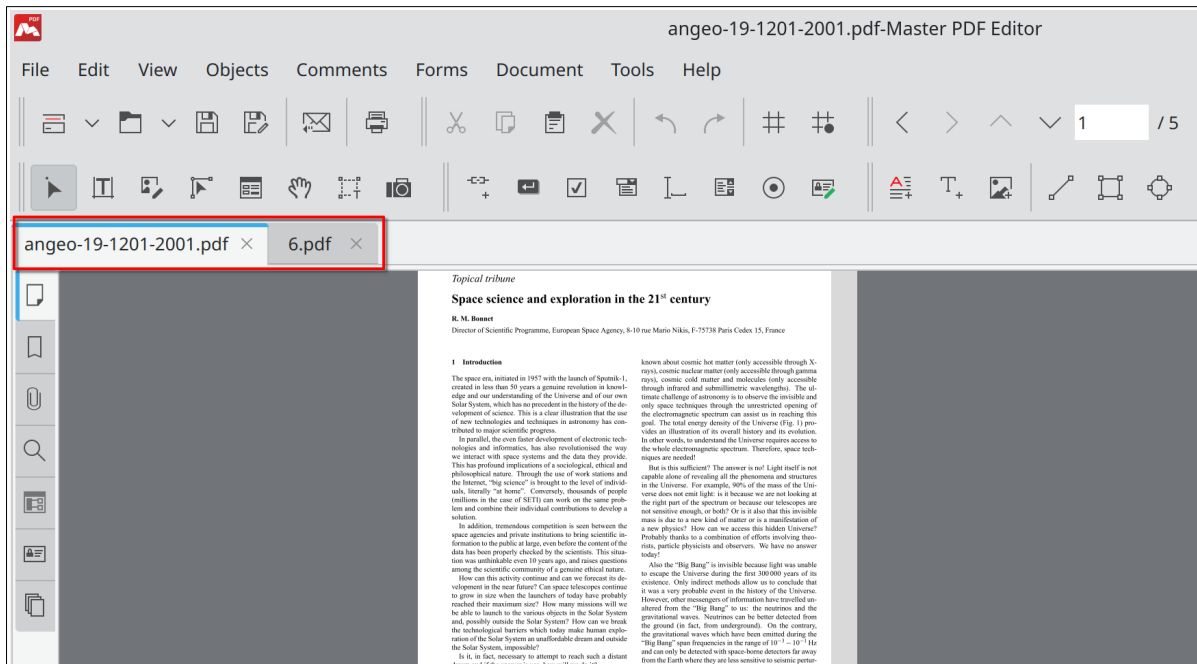 PDF
angeo-19-1201-2001.pdf-Master PDF Editor
File Edit View Objects Comments Forms Document Tools Help
1 / 5
angeo-19-1201-2001.pdf × 6.pdf ×
Topical tribune
Space science and exploration in the 21st century
R. M. Bonnet
Director of Scientific Programme, European Space Agency, 8-10 rue Mario Nikis, F-75738 Paris Cedex 15, France
1 Introduction
The space era, initiated in 1957 with the launch of Sputnik-1,
created in less than 50 years a genuine revolution in knowl-
edge and our understanding of the Universe and of our own
Solar System, which has no precedent in the history of the de-
velopment of science. This is a clear illustration that the use
of new technologies and techniques in astronomy has con-
tributed to major scientific progress.
In parallel, the even faster development of electronic tech-
nologies and informatics, has also revolutionised the way
we interact with space systems and the data they provide.
This has profound implications of a sociological, ethical and
philosophical nature. Through the use of work stations and
the Internet, "big science" is brought to the level of individ-
uals, literally "at home". Conversely, thousands of people
(millions in the case of SETI) can work on the same prob-
lem and combine their individual contributions to develop a
solution.
In addition, tremendous competition is seen between the
space agencies and private institutions to bring scientific in-
formation to the public at large, even before the content of the
data has been properly checked by the scientists. This situa-
tion was unthinkable even 10 years ago, and raises questions
among the scientific community of a genuine ethical nature.
How can this activity continue and can we forecast its de-
velopment in the near future? Can space telescopes continue
to grow in size when the launchers of today have probably
reached their maximum size? How many missions will we
be able to launch to the various objects in the Solar System
and, possibly outside the Solar System? How can we break
the technological barriers which today make human explo-
ration of the Solar System an unaffordable dream and outside
the Solar System, impossible?
Is it, in fact, necessary to attempt to reach such a distant
known about cosmic hot matter (only accessible through X-
rays), cosmic nuclear matter (only accessible through gamma
rays), cosmic cold matter and molecules (only accessible
through infrared and submillimetric wavelengths). The ul-
timate challenge of astronomy is to observe the invisible and
only space techniques through the unrestricted opening of
the electromagnetic spectrum can assist us in reaching this
goal. The total energy density of the Universe (Fig. 1) pro-
vides an illustration of its overall history and its evolution.
In other words, to understand the Universe requires access to
the whole electromagnetic spectrum. Therefore, space tech-
niques are needed!
But is this sufficient? The answer is no! Light itself is not
capable alone of revealing all the phenomena and structures
in the Universe. For example, 90% of the mass of the Uni-
verse does not emit light: is it because we are not looking at
the right part of the spectrum or because our telescopes are
not sensitive enough, or both? Or is it also that this invisible
mass is due to a new kind of matter or is a manifestation of
a new physics? How can we access this hidden Universe?
Probably thanks to a combination of efforts involving theo-
rists, particle physicists and observers. We have no answer
today!
Also the "Big Bang" is invisible because light was unable
to escape the Universe during the first 300 000 years of its
existence. Only indirect methods allow us to conclude that
it was a very probable event in the history of the Universe.
However, other messengers of information have travelled un-
altered from the "Big Bang" to us: the neutrinos and the
gravitational waves. Neutrinos can be better detected from
the ground (in fact, from underground). On the contrary,
the gravitational waves which have been emitted during the
"Big Bang" span frequencies in the range of 10⁻³ – 10⁻¹ Hz
and can only be detected with space-borne detectors far away
from the Earth where they are less sensitive to seismic pertur-